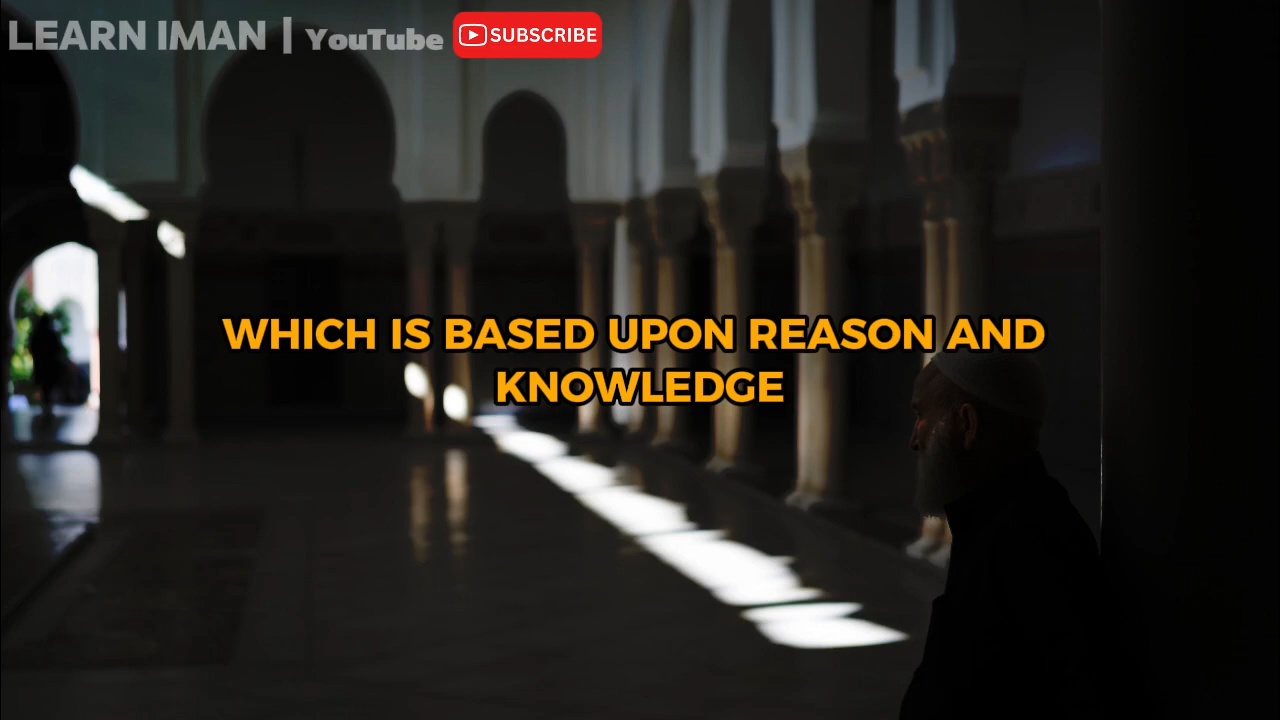 LEARN IMAN | YouTube SUBSCRIBE
WHICH IS BASED UPON REASON AND
KNOWLEDGE